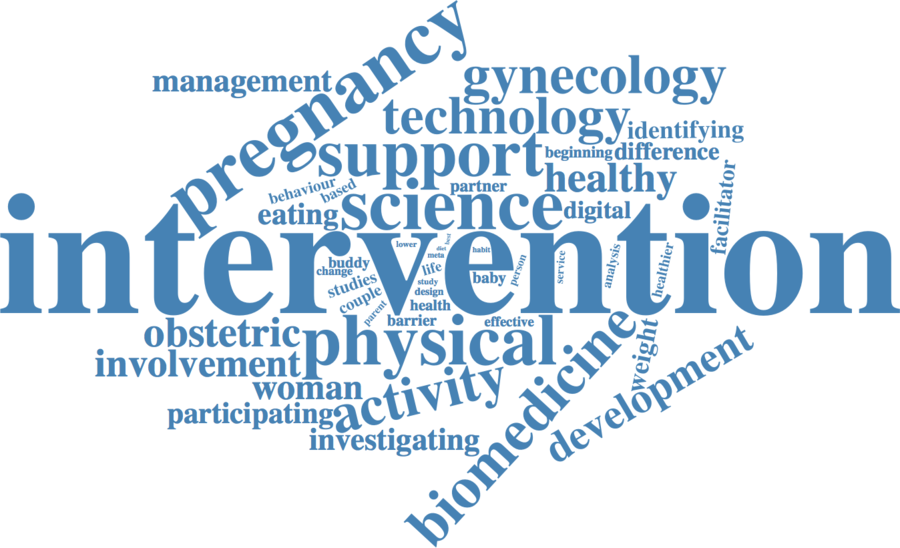 pregnancy
management
gynecology
technology
identifying
support
beginning
difference
behaviour
based
partner
healthy
facilitator
eating
science
digital
intervention
lower
diet
best
meta
habit
buddy
change
life
baby
person
service
analysis
healthier
studies
study
design
couple
parent
health
barrier
effective
obstetric
physical
biomedicine
weight
involvement
development
woman
activity
participating
investigating